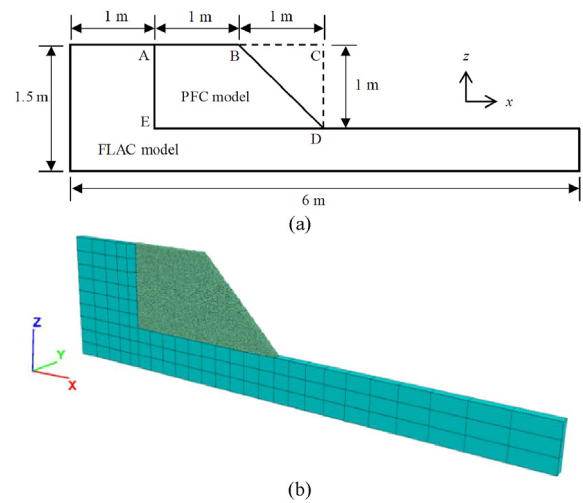 1 m 1 m 1 m
A B C
z
1.5 m PFC model 1 m
x
E
D
FLAC model
6 m
(a)
Z
Y
X
(b)